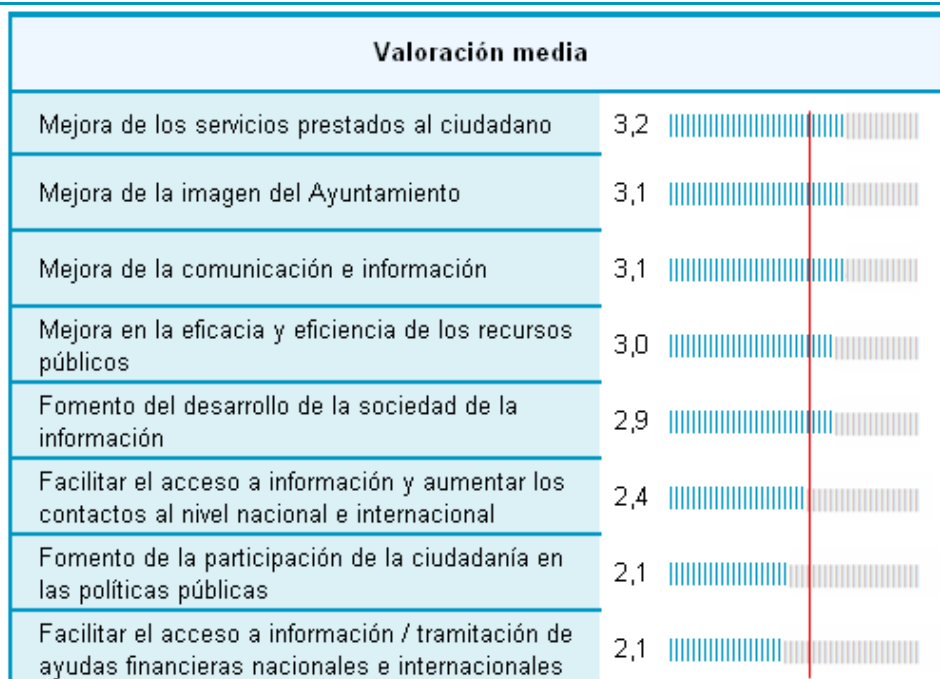 Valoración media
Mejora de los servicios prestados al ciudadano 3,2
Mejora de la imagen del Ayuntamiento 3,1
Mejora de la comunicación e información 3,1
Mejora en la eficacia y eficiencia de los recursos
públicos 3,0
Fomento del desarrollo de la sociedad de la
información 2,9
Facilitar el acceso a información y aumentar los
contactos al nivel nacional e internacional 2,4
Fomento de la participación de la ciudadanía en
las políticas públicas 2,1
Facilitar el acceso a información / tramitación de
ayudas financieras nacionales e internacionales 2,1